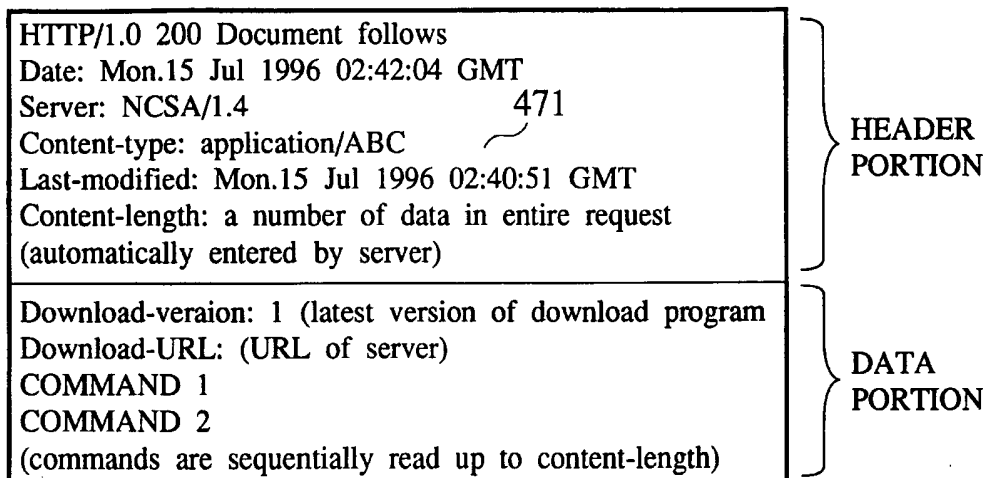 HTTP/1.0 200 Document follows
Date: Mon.15 Jul 1996 02:42:04 GMT
Server: NCSA/1.4
471
Content-type: application/ABC
Last-modified: Mon.15 Jul 1996 02:40:51 GMT
Content-length: a number of data in entire request
(automatically entered by server)
HEADER
PORTION
Download-veraion: 1 (latest version of download program
Download-URL: (URL of server)
COMMAND 1
COMMAND 2
(commands are sequentially read up to content-length)
DATA
PORTION